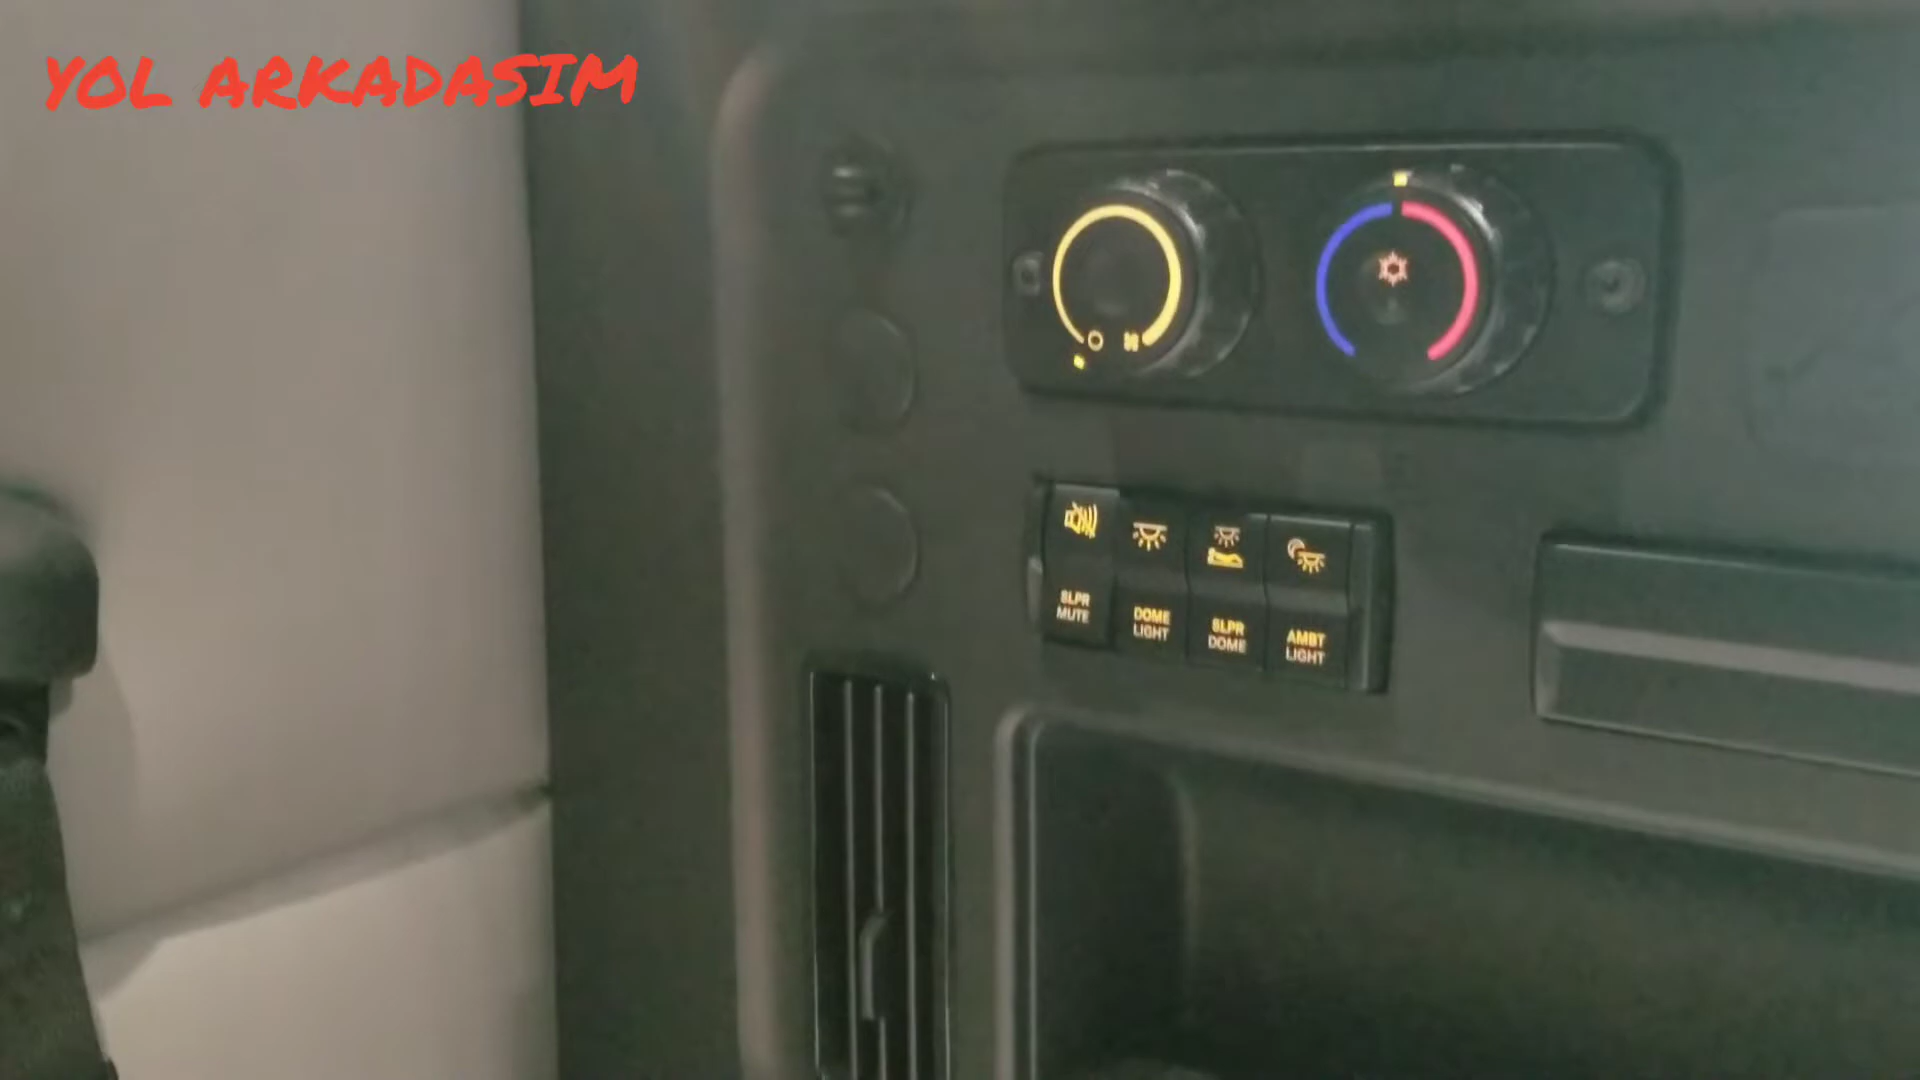 YOL ARKADASIM
SLPR
MUTE
DOME
LIGHT
SLPR
DOME
AMBT
LIGHT